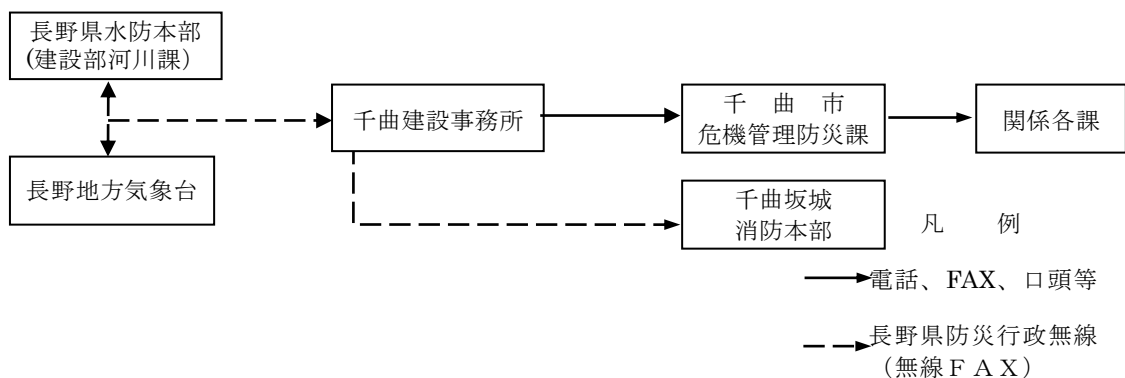 長野県水防本部
(建設部河川課）
長野地方気象台
千曲建設事務所
千　曲　市
危機管理防災課
関係各課
千曲坂城
消防本部
凡　　例
電話、FAX、口頭等
長野県防災行政無線
（無線ＦＡＸ）